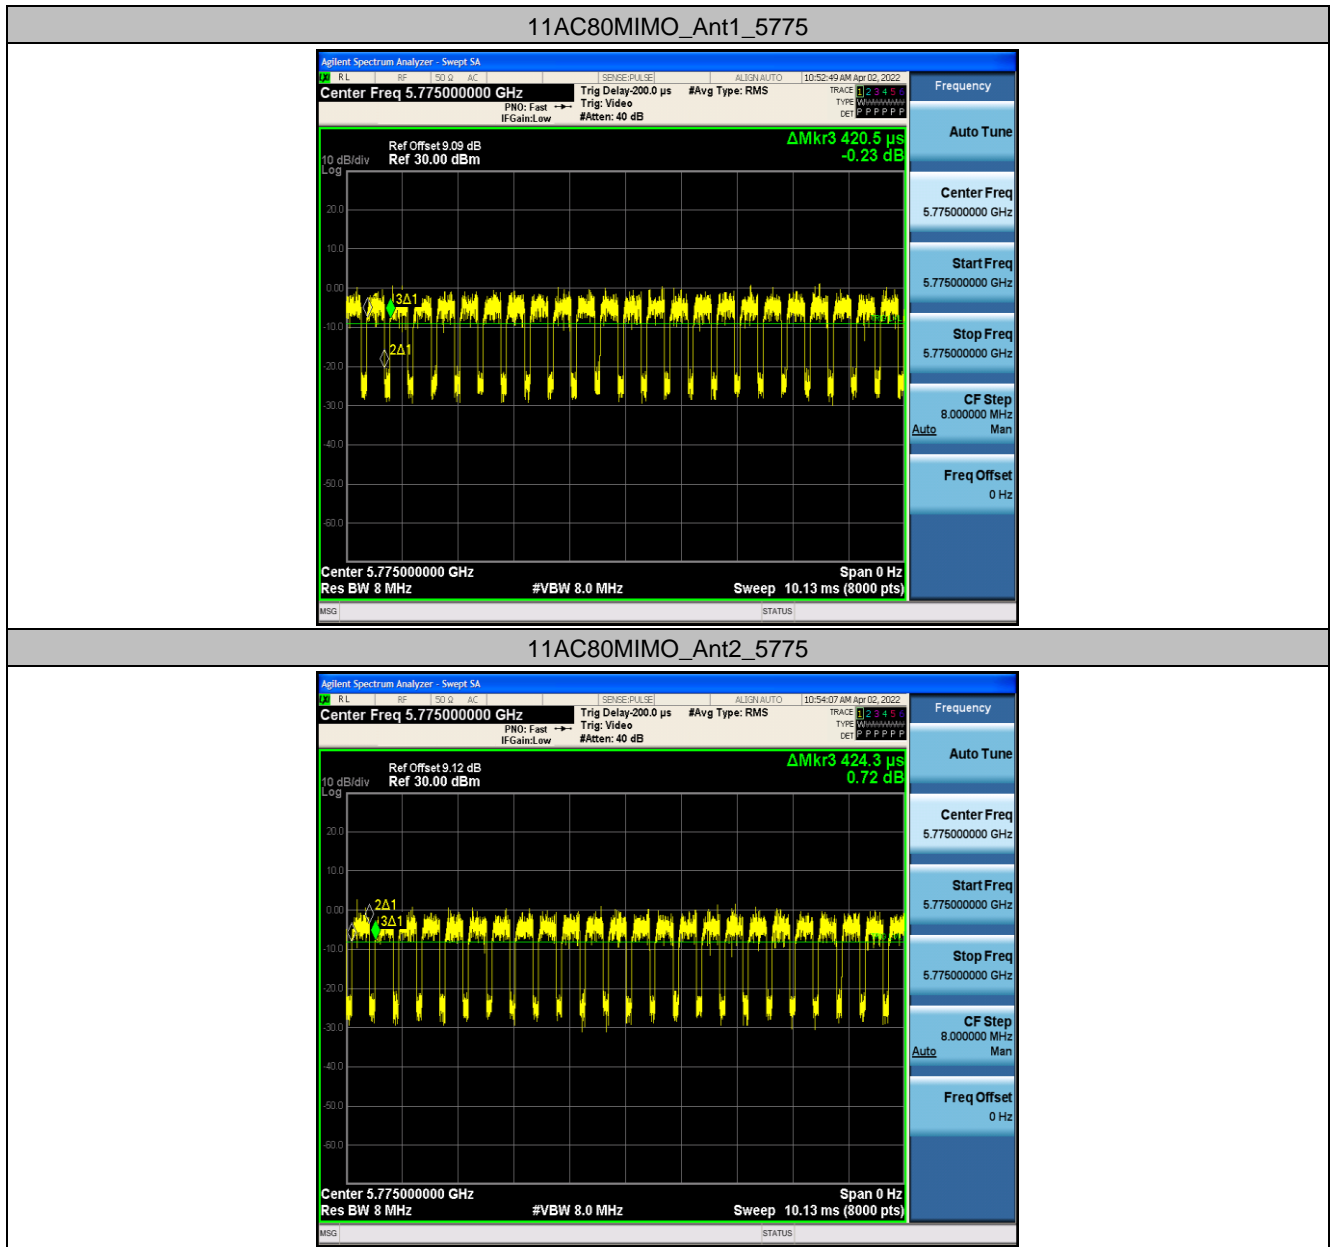 11AC80MIMO_Ant1_5775
Agilent Spectrum Analyzer - Swept SA
LXI RL RF 50 Ω AC SENSE:PULSE ALIGN AUTO 10:52:49 AM Apr 02, 2022
Center Freq 5.775000000 GHz
PNO: Fast
IFGain:Low
Trig Delay-200.0 µs
Trig: Video
#Atten: 40 dB
#Avg Type: RMS
TRACE 1 2 3 4 5 6
TYPE
DET P P P P P P
Frequency
ΔMkr3 420.5 µs
-0.23 dB
Ref Offset 9.09 dB
10 dB/div Ref 30.00 dBm
Log
20.0
10.0
0.00
-10.0
-20.0
-30.0
-40.0
-50.0
-60.0
3Δ1
2Δ1
Center 5.775000000 GHz Span 0 Hz
Res BW 8 MHz #VBW 8.0 MHz Sweep 10.13 ms (8000 pts)
MSG STATUS
Auto Tune
Center Freq
5.775000000 GHz
Start Freq
5.775000000 GHz
Stop Freq
5.775000000 GHz
CF Step
8.000000 MHz
Auto Man
Freq Offset
0 Hz
11AC80MIMO_Ant2_5775
Agilent Spectrum Analyzer - Swept SA
LXI RL RF 50 Ω AC SENSE:PULSE ALIGN AUTO 10:54:07 AM Apr 02, 2022
Center Freq 5.775000000 GHz
PNO: Fast
IFGain:Low
Trig Delay-200.0 µs
Trig: Video
#Atten: 40 dB
#Avg Type: RMS
TRACE 1 2 3 4 5 6
TYPE
DET P P P P P P
Frequency
ΔMkr3 424.3 µs
0.72 dB
Ref Offset 9.12 dB
10 dB/div Ref 30.00 dBm
Log
20.0
10.0
0.00
-10.0
-20.0
-30.0
-40.0
-50.0
-60.0
2Δ1
3Δ1
Center 5.775000000 GHz Span 0 Hz
Res BW 8 MHz #VBW 8.0 MHz Sweep 10.13 ms (8000 pts)
MSG STATUS
Auto Tune
Center Freq
5.775000000 GHz
Start Freq
5.775000000 GHz
Stop Freq
5.775000000 GHz
CF Step
8.000000 MHz
Auto Man
Freq Offset
0 Hz